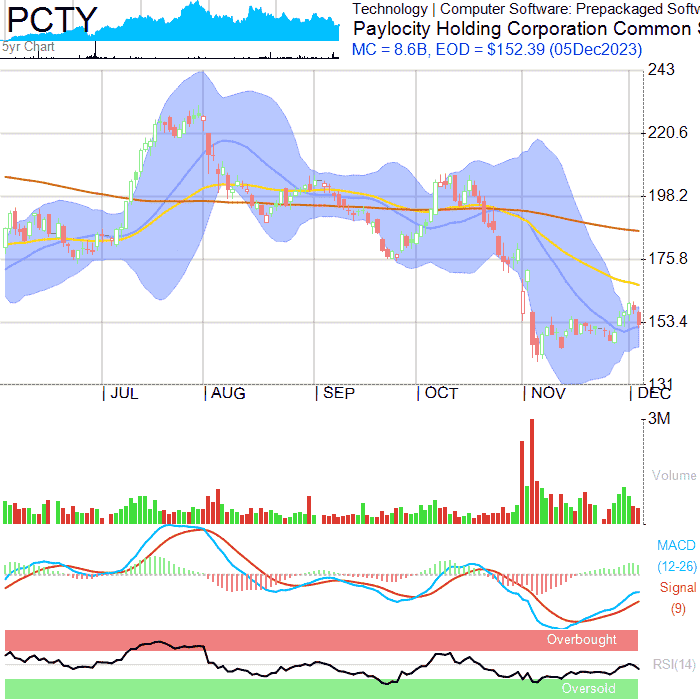 PCTY
5yr Chart
Technology | Computer Software: Prepackaged Softw
Paylocity Holding Corporation Common S
MC = 8.6B, EOD = $152.39 (05Dec2023)
243
220.6
198.2
175.8
153.4
131
JUL AUG SEP OCT NOV DEC
3M
Volume
MACD
(12-26)
Signal
(9)
Overbought
RSI(14)
Oversold